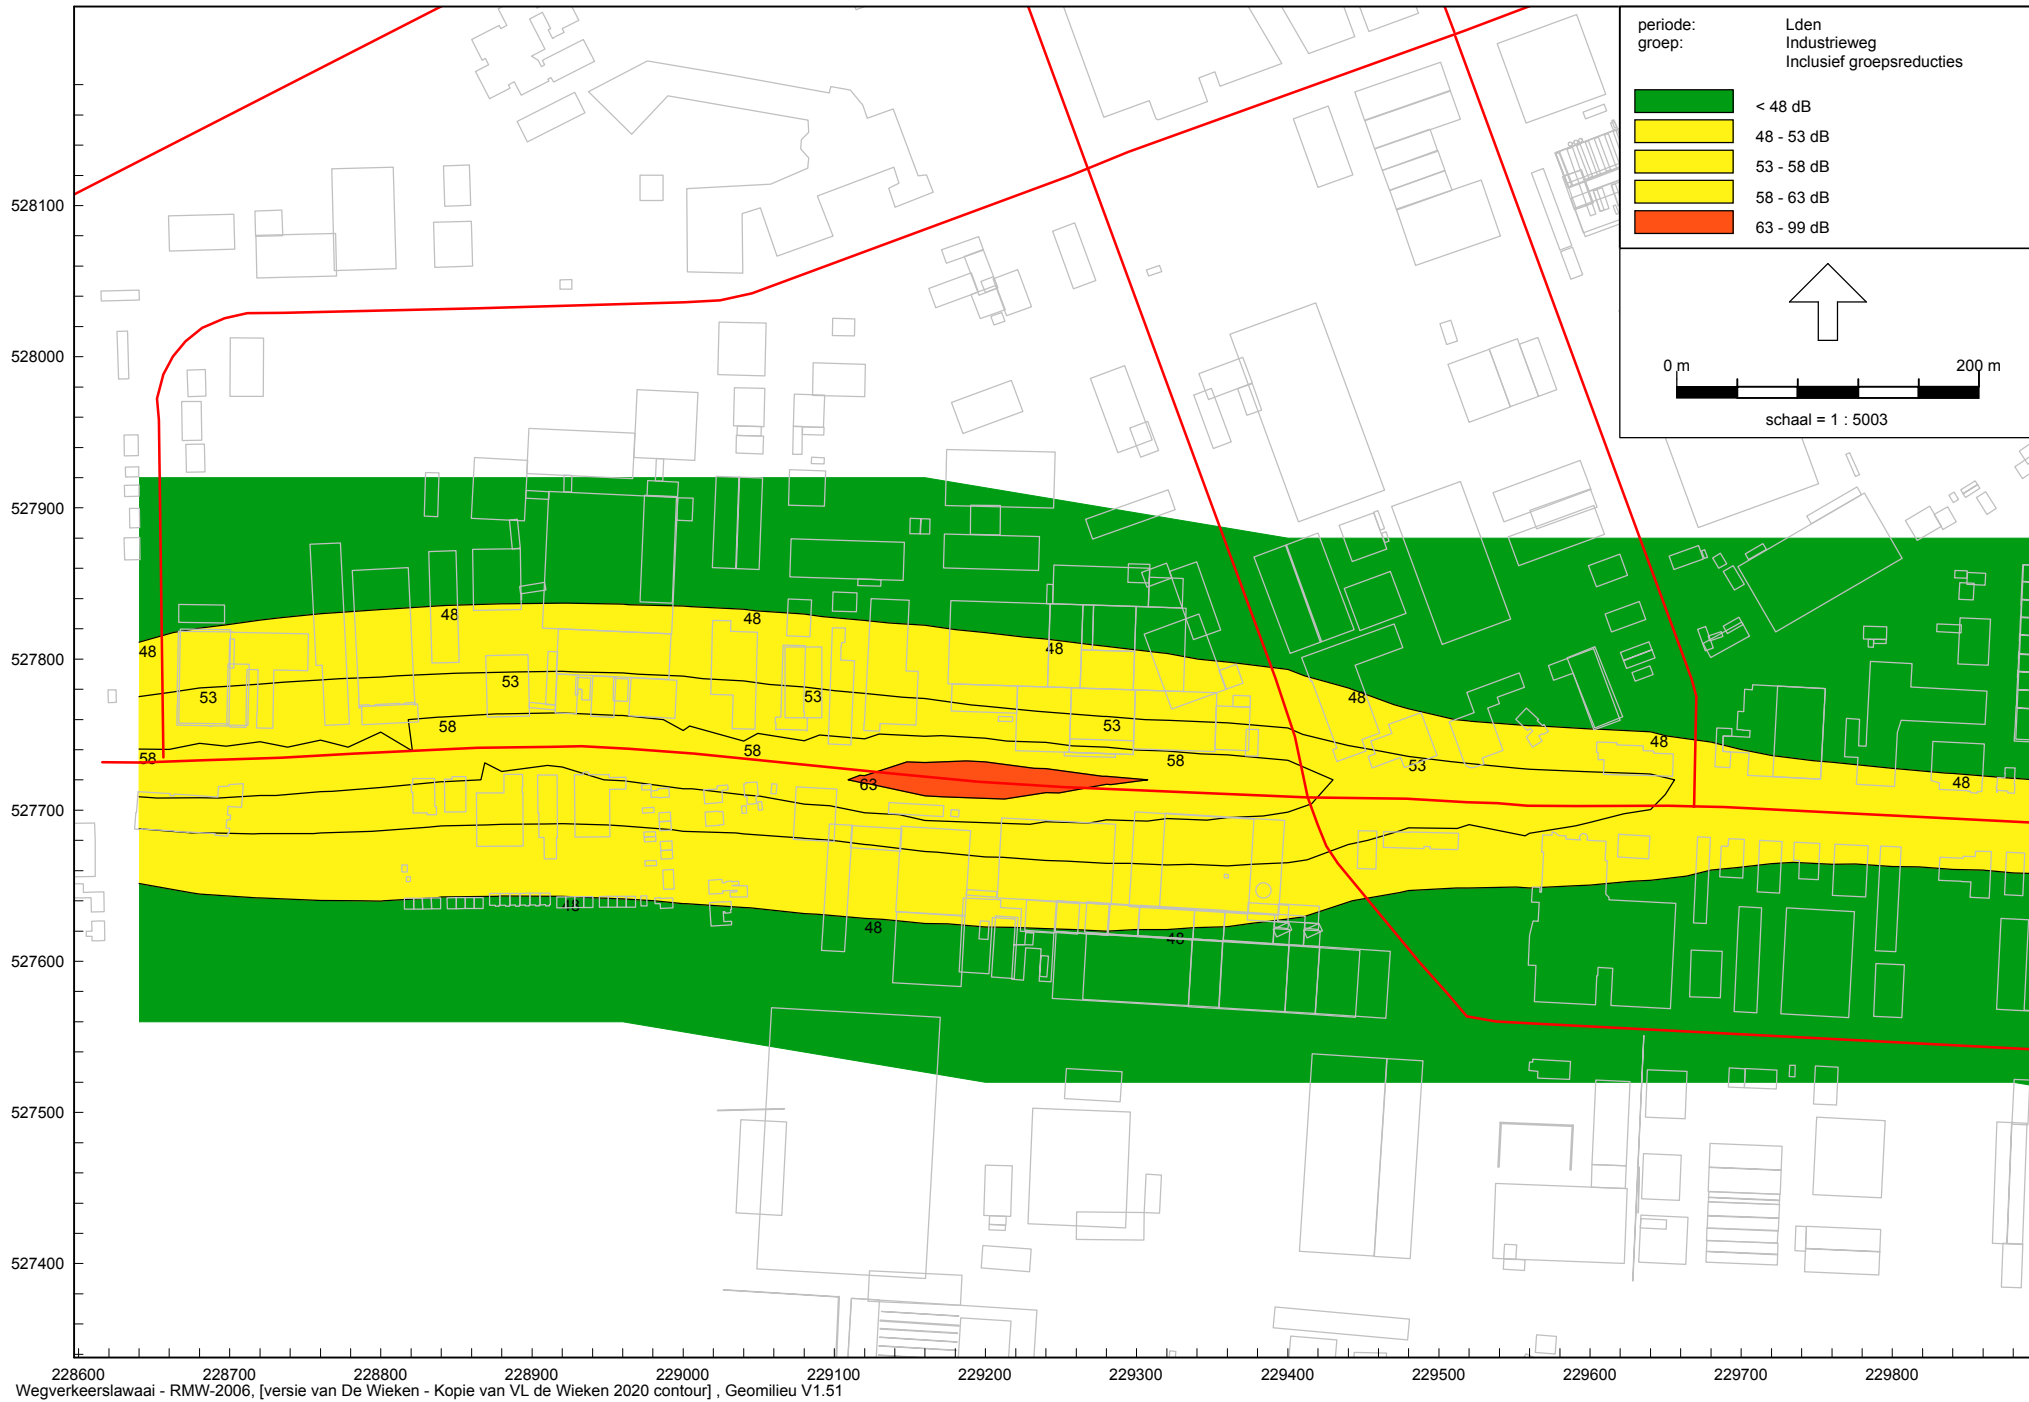 periode: Lden
groep: Industrieweg
Inclusief groepsreducties
< 48 dB
48 - 53 dB
53 - 58 dB
58 - 63 dB
63 - 99 dB
0 m 200 m
schaal = 1 : 5003
528100
528000
527900
527800
527700
527600
527500
527400
48 48 48 48 48 48 48
53 53 53 53 53
58 58 58 58
63
48 48 48
228600 228700 228800 228900 229000 229100 229200 229300 229400 229500 229600 229700 229800
Wegverkeerslawaai - RMW-2006, [versie van De Wieken - Kopie van VL de Wieken 2020 contour] , Geomilieu V1.51